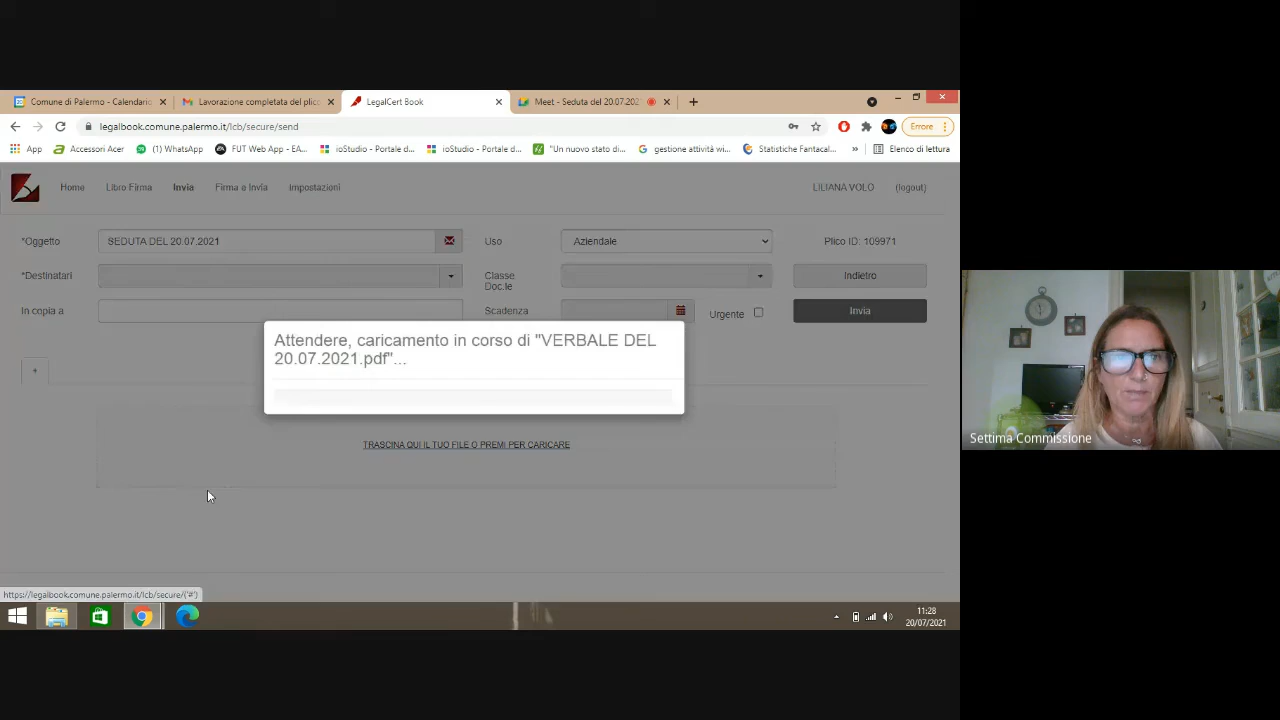 Comune di Palermo - Calendario
Lavorazione completata del plico
LegalCert Book
Meet - Seduta del 20.07.202
legalbook.comune.palermo.it/lcb/secure/send
Errore
App
Accessori Acer
(1) WhatsApp
FUT Web App - EA...
ioStudio - Portale d...
ioStudio - Portale d...
"Un nuovo stato di...
gestione attività wi...
Statistiche Fantacal...
»
Elenco di lettura
Home
Libro Firma
Invia
Firma e Invia
Impostazioni
LILIANA VOLO
(logout)
*Oggetto
SEDUTA DEL 20.07.2021
Uso
Aziendale
Plico ID: 109971
*Destinatari
Classe
Doc.le
Indietro
In copia a
Scadenza
Urgente
Invia
Attendere, caricamento in corso di "VERBALE DEL
20.07.2021.pdf"...
+
TRASCINA QUI IL TUO FILE O PREMI PER CARICARE
Settima Commissione
https://legalbook.comune.palermo.it/lcb/secure/('#')
11:28
20/07/2021